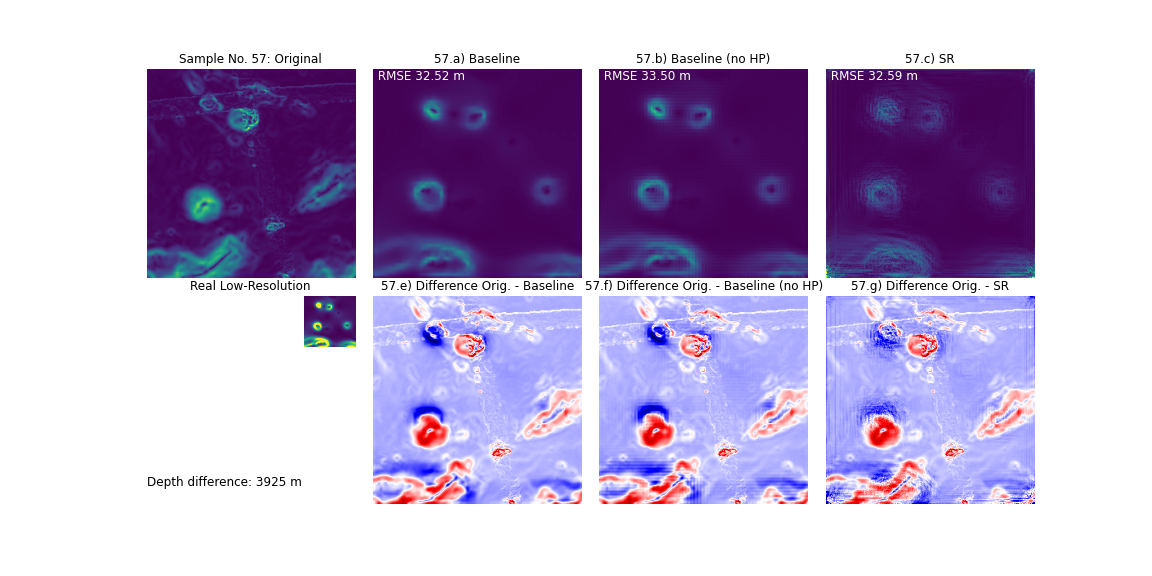 Sample No. 57: Original
57.a) Baseline
57.b) Baseline (no HP)
57.c) SR
RMSE 32.52 m
RMSE 33.50 m
RMSE 32.59 m
Real Low-Resolution
57.e) Difference Orig. - Baseline
57.f) Difference Orig. - Baseline (no HP)
57.g) Difference Orig. - SR
Depth difference: 3925 m